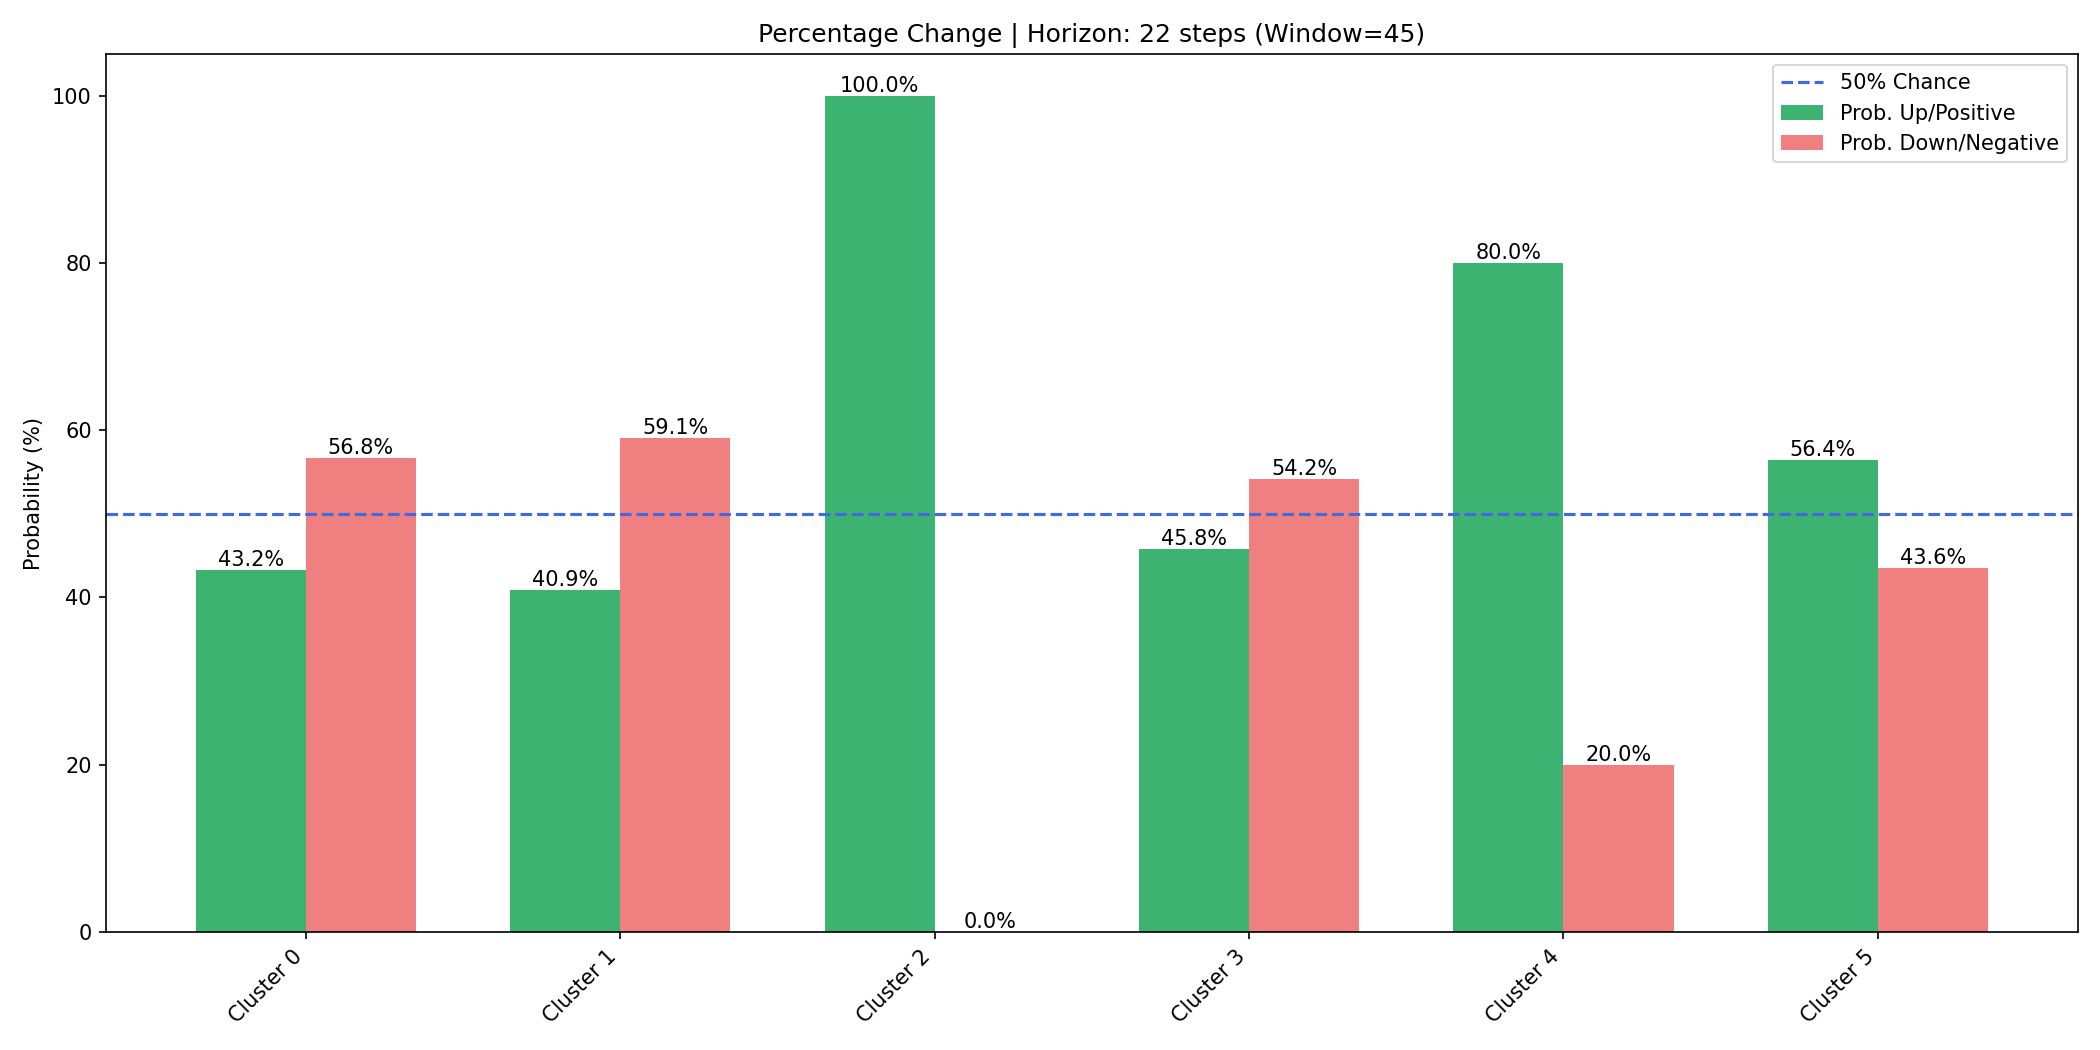 Percentage Change | Horizon: 22 steps (Window=45)
50% Chance
Prob. Up/Positive
Prob. Down/Negative
Probability (%)
100
80
60
40
20
0
43.2%
56.8%
40.9%
59.1%
100.0%
0.0%
45.8%
54.2%
80.0%
20.0%
56.4%
43.6%
Cluster 0
Cluster 1
Cluster 2
Cluster 3
Cluster 4
Cluster 5